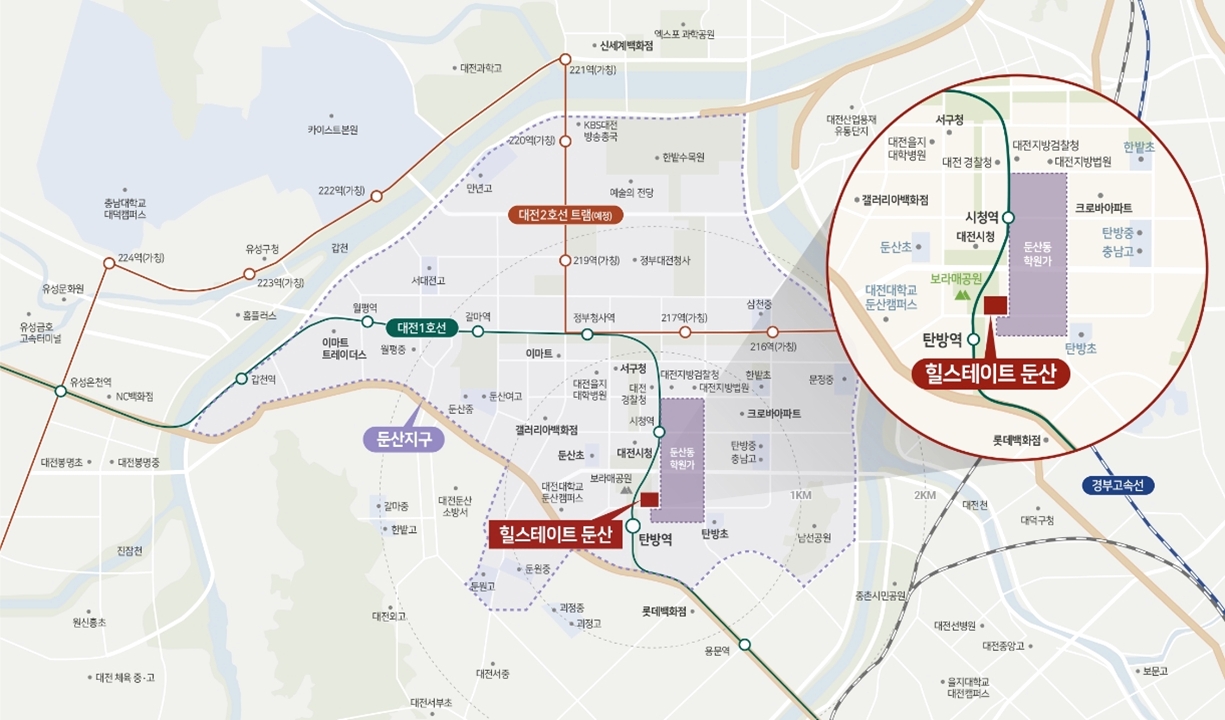 엑스포 과학공원
신세계백화점
대전과학고
221역(가칭)
카이스트본원
KBS대전
방송총국
220역(가칭)
한밭수목원
대전산업용재
유통단지
222역(가칭)
만년고
예술의 전당
충남대학교
대덕캠퍼스
대전2호선 트램(예정)
갑천
유성구청
224역(가칭)
223역(가칭)
219역(가칭)
정부대전청사
서대전고
유성문화원
월평역
삼천중
유성금호
고속터미널
홈플러스
대전1호선
갈마역
정부청사역
217역(가칭)
216역(가칭)
이마트
트레이더스
월평중
이마트
서구청
대전지방검찰청
한밭초
문정중
유성온천역
갑천역
대전을지
대학병원
대전
경찰청
대전지방법원
NC백화점
둔산중
둔산여고
크로바아파트
갤러리아백화점
시청역
둔산지구
대전시청
둔산동
학원가
탄방중
충남고
둔산초
대전봉명초
대전봉명중
보라매공원
대전대학교
둔산캠퍼스
1KM
2KM
갈마중
대전둔산
소방서
한밭고
힐스테이트 둔산
탄방역
탄방초
남선공원
진잠천
둔원중
둔원고
원신흥초
대전외고
괴정중
괴정고
롯데백화점
용문역
중촌시민공원
대전서중
대전 체육 중·고
대전서부초
서구청
대전을지
대학병원
대전 경찰청
대전지방검찰청
대전지방법원
한밭초
갤러리아백화점
크로바아파트
시청역
대전시청
둔산초
둔산동
학원가
탄방중
충남고
보라매공원
대전대학교
둔산캠퍼스
탄방역
탄방초
힐스테이트 둔산
롯데백화점
경부고속선
대전천
대덕구청
대전선병원
대전중앙고
보문고
을지대학교
대전캠퍼스